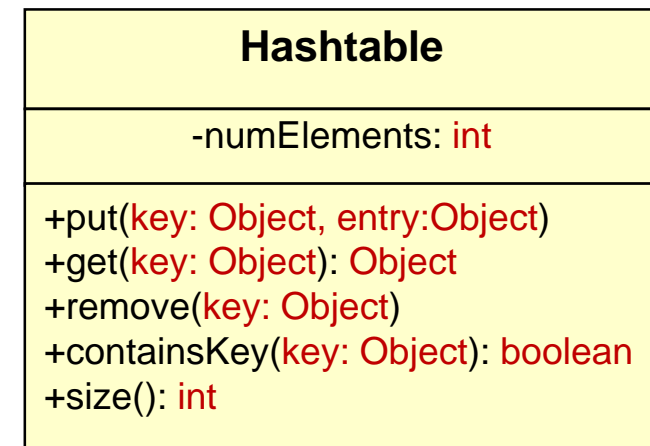 Hashtable
-numElements: int
+put(key: Object, entry:Object)
+get(key: Object): Object
+remove(key: Object)
+containsKey(key: Object): boolean
+size(): int